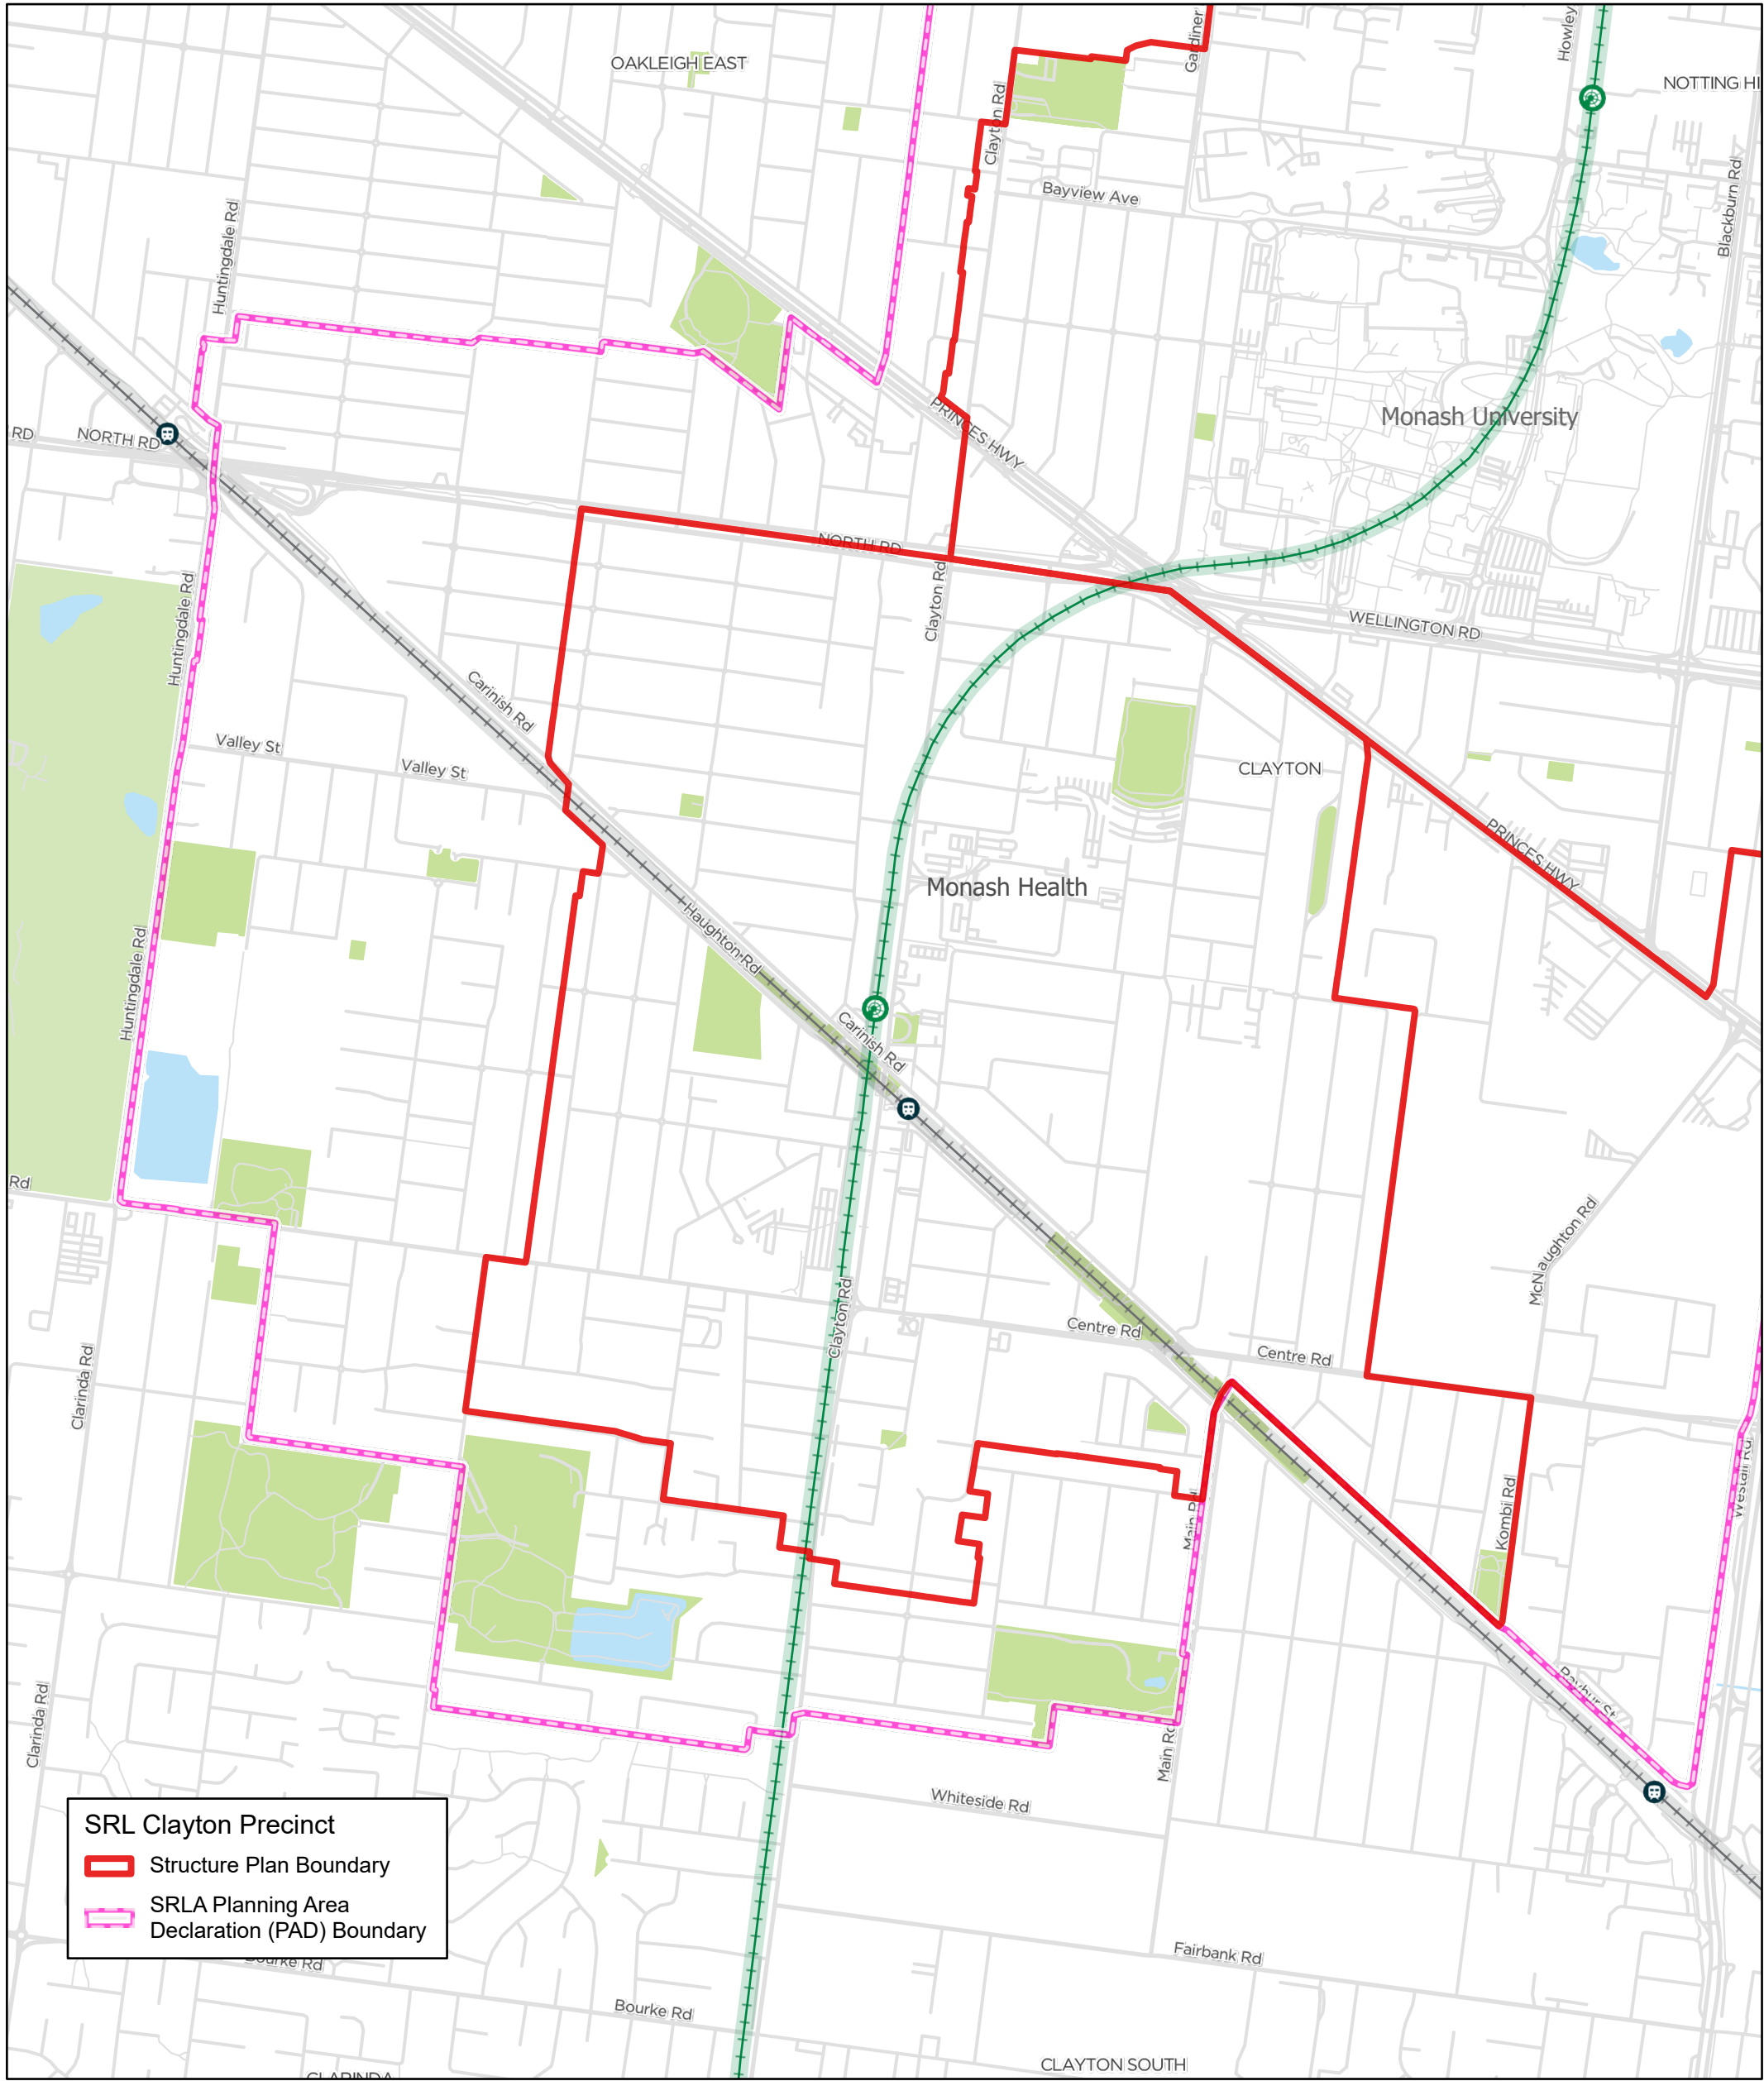 OAKLEIGH EAST
Gardiner
Howley
NOTTING HI
Clayton Rd
Bayview Ave
Blackburn Rd
Huntingdale Rd
Monash University
PRINCES HWY
RD
NORTH RD
NORTH RD
Clayton Rd
Huntingdale Rd
WELLINGTON RD
Carinish Rd
Valley St
Valley St
CLAYTON
PRINCES HWY
Monash Health
Haughton Rd
Huntingdale Rd
Carinish Rd
Rd
McNaughton Rd
Clayton Rd
Centre Rd
Centre Rd
Clarinda Rd
Westall Rd
Kombi Rd
Main Rd
Clarinda Rd
Main Rd
Whiteside Rd
SRL Clayton Precinct
Structure Plan Boundary
SRLA Planning Area
Declaration (PAD) Boundary
Fairbank Rd
Bourke Rd
Bourke Rd
CLAYTON SOUTH
CLARINDA